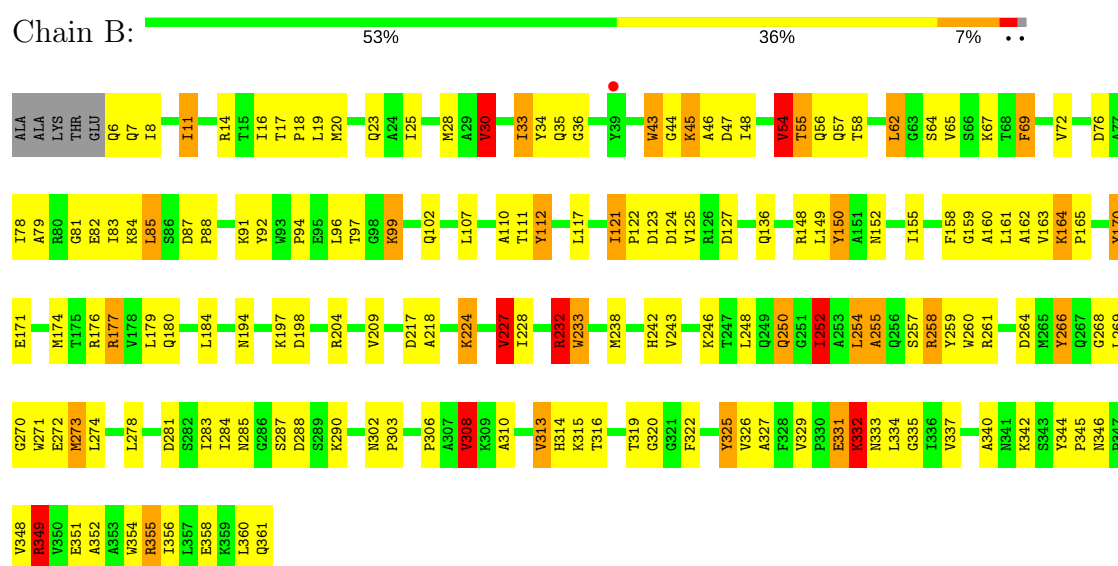 Chain B:
53% 36% 7% • •
ALA ALA LYS THR GLU Q6 Q7 I8 I11 R14 T15 I16 T17 P18 L19 M20 Q23 A24 I25 M28 A29 V30 I33 Y34 Q35 G36 Y39 W43 G44 K45 A46 D47 I48 V54 T55 Q56 Q57 T58 L62 G63 S64 V65 S66 K67 T68 F69 V72 D76 A77
I78 A79 R80 G81 E82 I83 K84 L85 S86 D87 P88 K91 Y92 W93 P94 E95 L96 T97 G98 K99 Q102 L107 A110 T111 Y112 L117 I121 P122 D123 D124 V125 R126 D127 Q136 R148 L149 Y150 A151 N152 I155 F158 G159 A160 L161 A162 V163 K164 P165 Y170
E171 M174 T175 R176 R177 V178 L179 Q180 L184 N194 K197 D198 R204 V209 D217 A218 K224 V227 I228 R232 W233 M238 H242 V243 K246 T247 L248 Q249 Q250 G251 I252 A253 L254 A255 Q256 S257 R258 Y259 W260 R261 D264 M265 Y266 Q267 G268 L269
G270 W271 E272 M273 L274 L278 D281 S282 I283 I284 N285 G286 S287 D288 S289 K290 N302 P303 P306 A307 V308 K309 A310 V313 H314 K315 T316 T319 G320 G321 F322 Y325 V326 A327 F328 V329 P330 E331 K332 N333 L334 G335 I336 V337 A340 N341 K342 S343 Y344 P345 N346 P347
V348 R349 V350 E351 A352 A353 W354 R355 I356 L357 E358 K359 L360 Q361